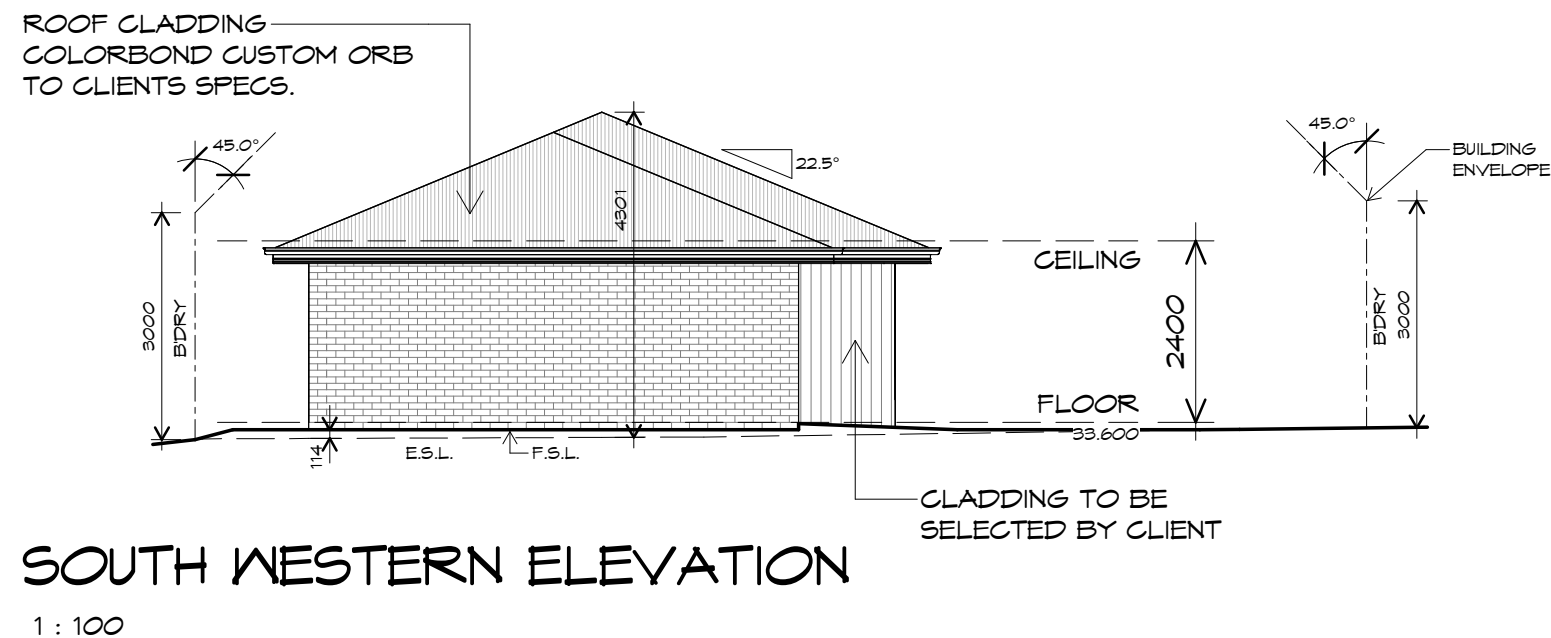 ROOF CLADDING
COLORBOND CUSTOM ORB
TO CLIENTS SPECS.
45.0°
45.0°
BUILDING
ENVELOPE
22.5°
4301
CEILING
3000
B'DRY
2400
B'DRY
3000
FLOOR
33.600
114
E.S.L.
F.S.L.
CLADDING TO BE
SELECTED BY CLIENT
SOUTH WESTERN ELEVATION
1 : 100